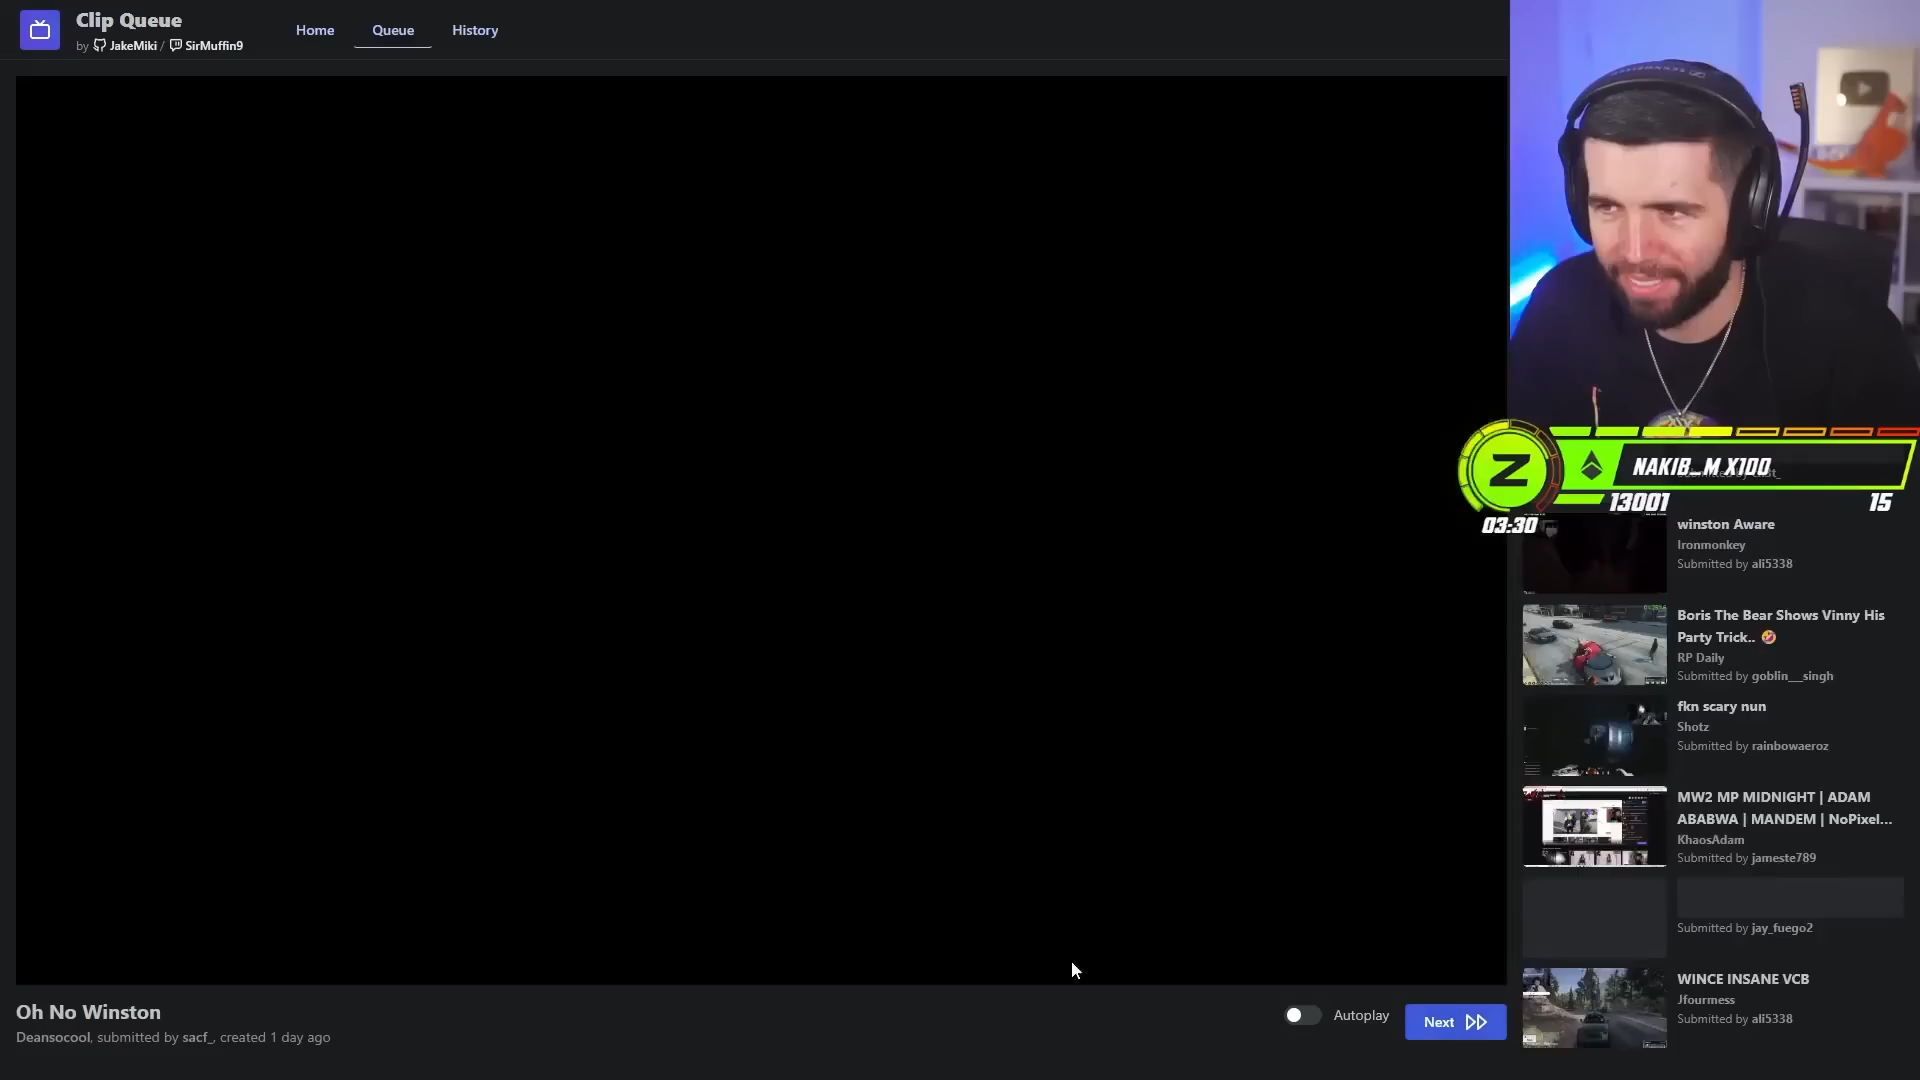 Clip Queue
by JakeMiki / SirMuffin9
Home
Queue
History
NAKIB_M X100
13001
15
03:30
winston Aware
Ironmonkey
Submitted by ali5338
Boris The Bear Shows Vinny His
Party Trick.. 🤣
RP Daily
Submitted by goblin__singh
fkn scary nun
Shotz
Submitted by rainbowaeroz
MW2 MP MIDNIGHT | ADAM
ABABWA | MANDEM | NoPixel...
KhaosAdam
Submitted by jameste789
Submitted by jay_fuego2
WINCE INSANE VCB
Jfourmess
Submitted by ali5338
Oh No Winston
Deansocool, submitted by sacf_, created 1 day ago
Autoplay
Next